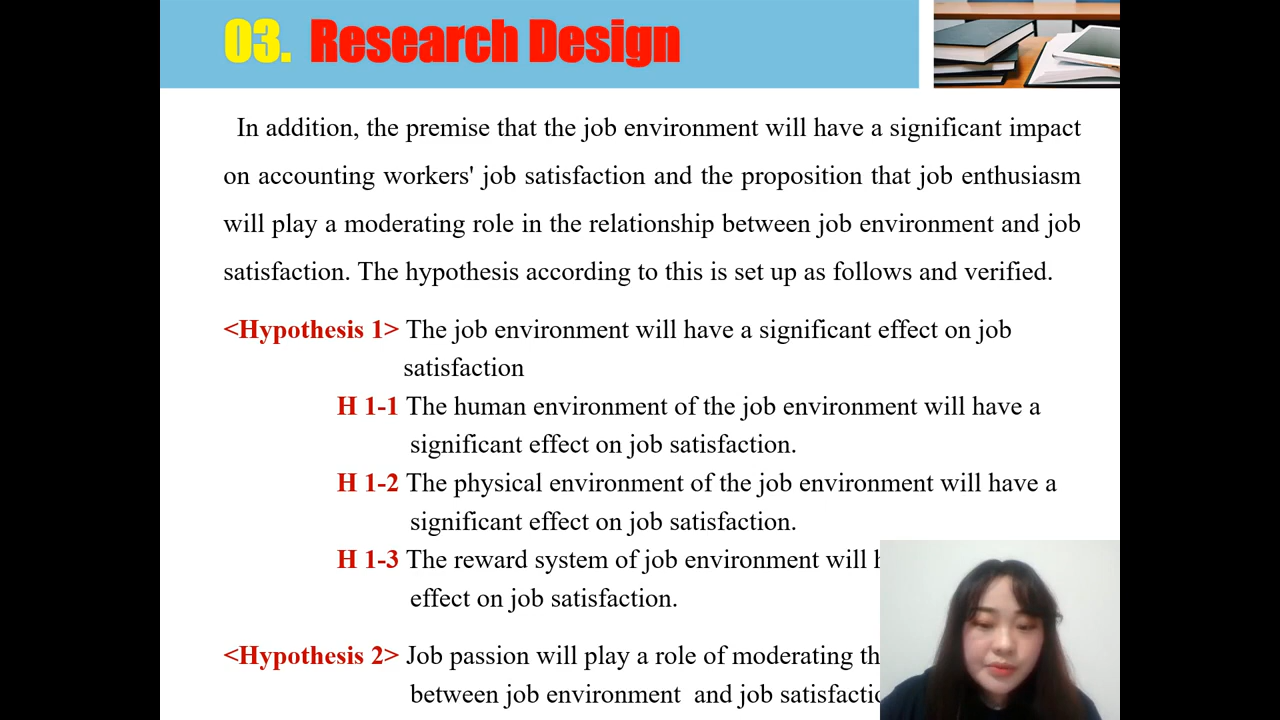 03. Research Design
In addition, the premise that the job environment will have a significant impact
on accounting workers' job satisfaction and the proposition that job enthusiasm
will play a moderating role in the relationship between job environment and job
satisfaction. The hypothesis according to this is set up as follows and verified.
<Hypothesis 1> The job environment will have a significant effect on job
satisfaction
H 1-1 The human environment of the job environment will have a
significant effect on job satisfaction.
H 1-2 The physical environment of the job environment will have a
significant effect on job satisfaction.
H 1-3 The reward system of job environment will
effect on job satisfaction.
<Hypothesis 2> Job passion will play a role of moderating
between job environment and job